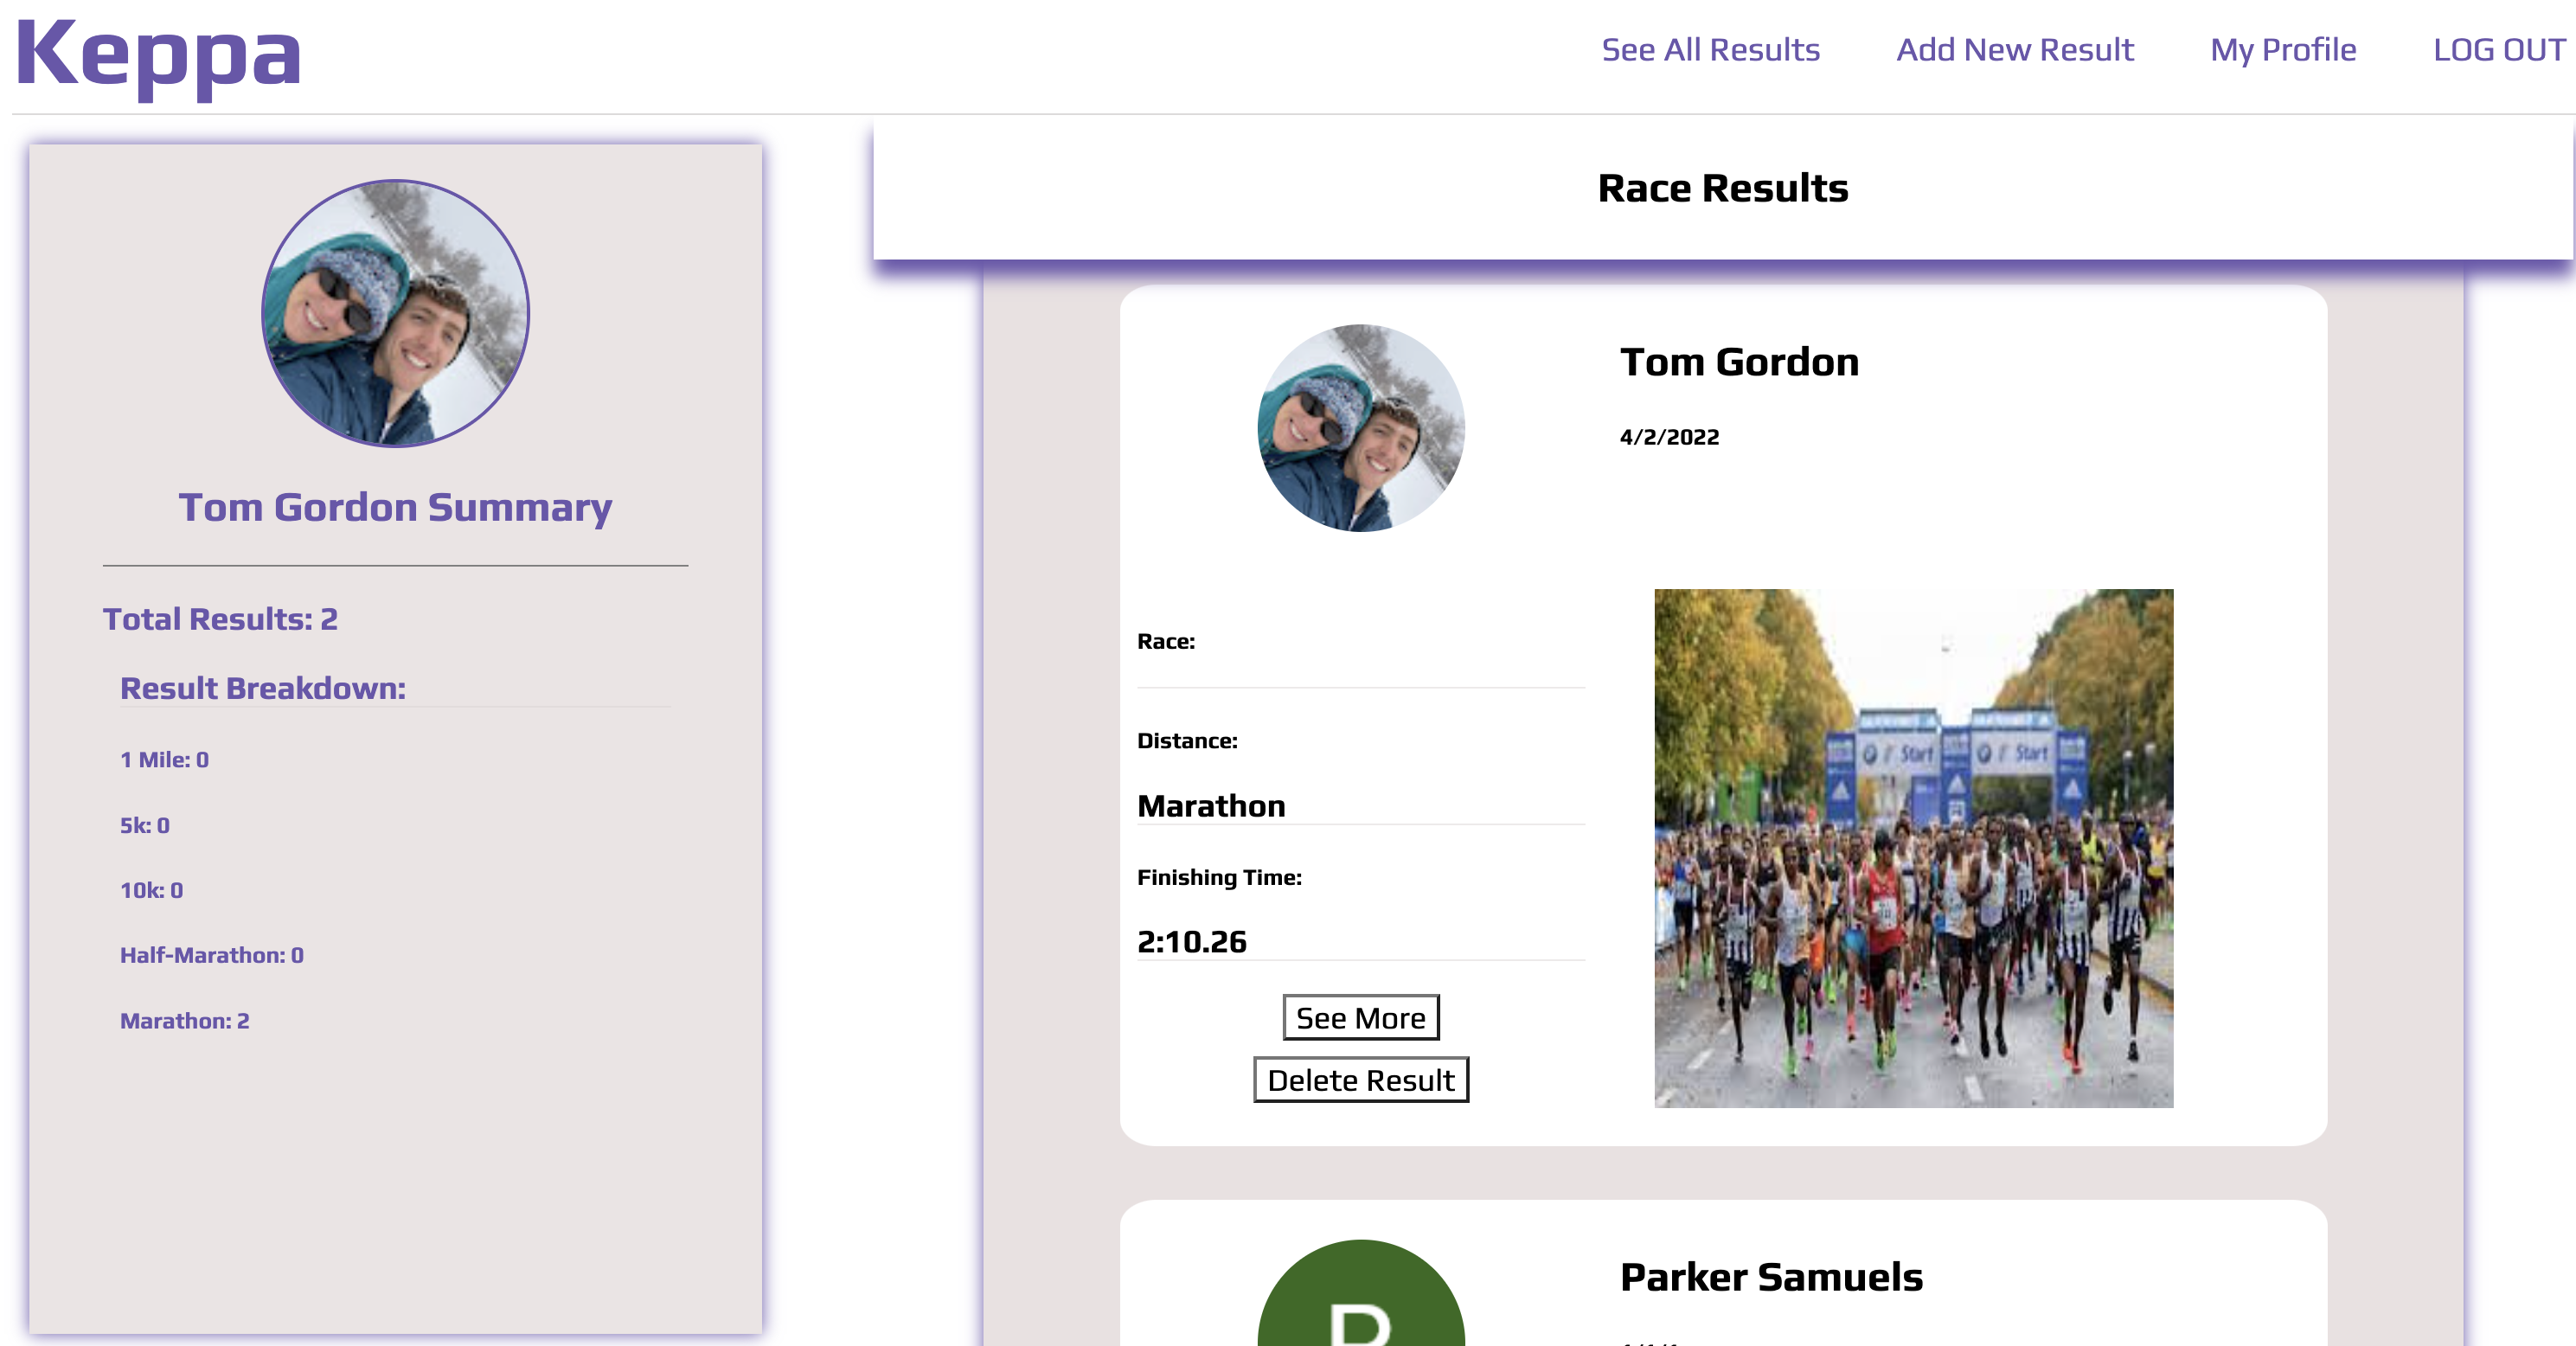 Keppa
See All Results
Add New Result
My Profile
LOG OUT
Tom Gordon Summary
Total Results: 2
Result Breakdown:
1 Mile: 0
5k: 0
10k: 0
Half-Marathon: 0
Marathon: 2
Race Results
Tom Gordon
4/2/2022
Race:
Distance:
Marathon
Finishing Time:
2:10.26
See More
Delete Result
Start
Start
Parker Samuels